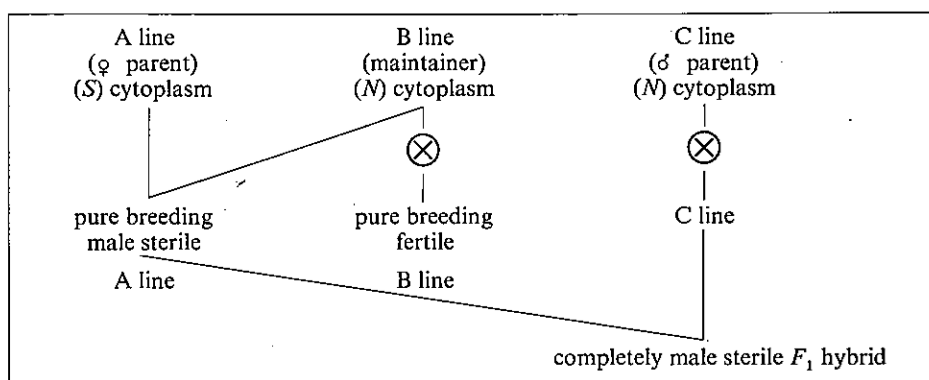 A line
(♀ parent)
(S) cytoplasm
B line
(maintainer)
(N) cytoplasm
C line
(♂ parent)
(N) cytoplasm
pure breeding
male sterile
A line
pure breeding
fertile
B line
C line
completely male sterile F₁ hybrid